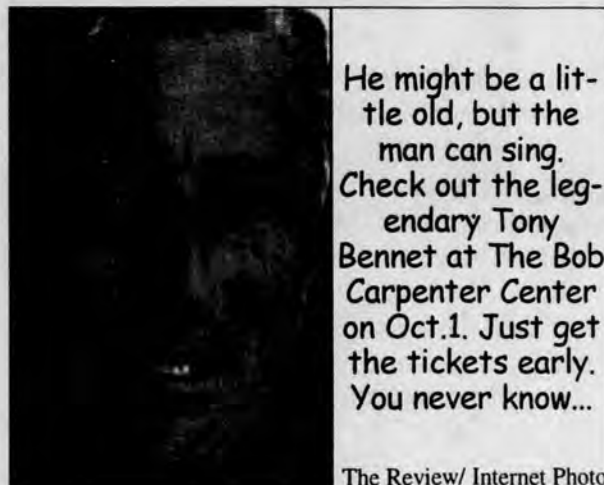 He might be a lit-
tle old, but the
man can sing.
Check out the leg-
endary Tony
Bennet at The Bob
Carpenter Center
on Oct.1. Just get
the tickets early.
You never know...
The Review/ Internet Photo